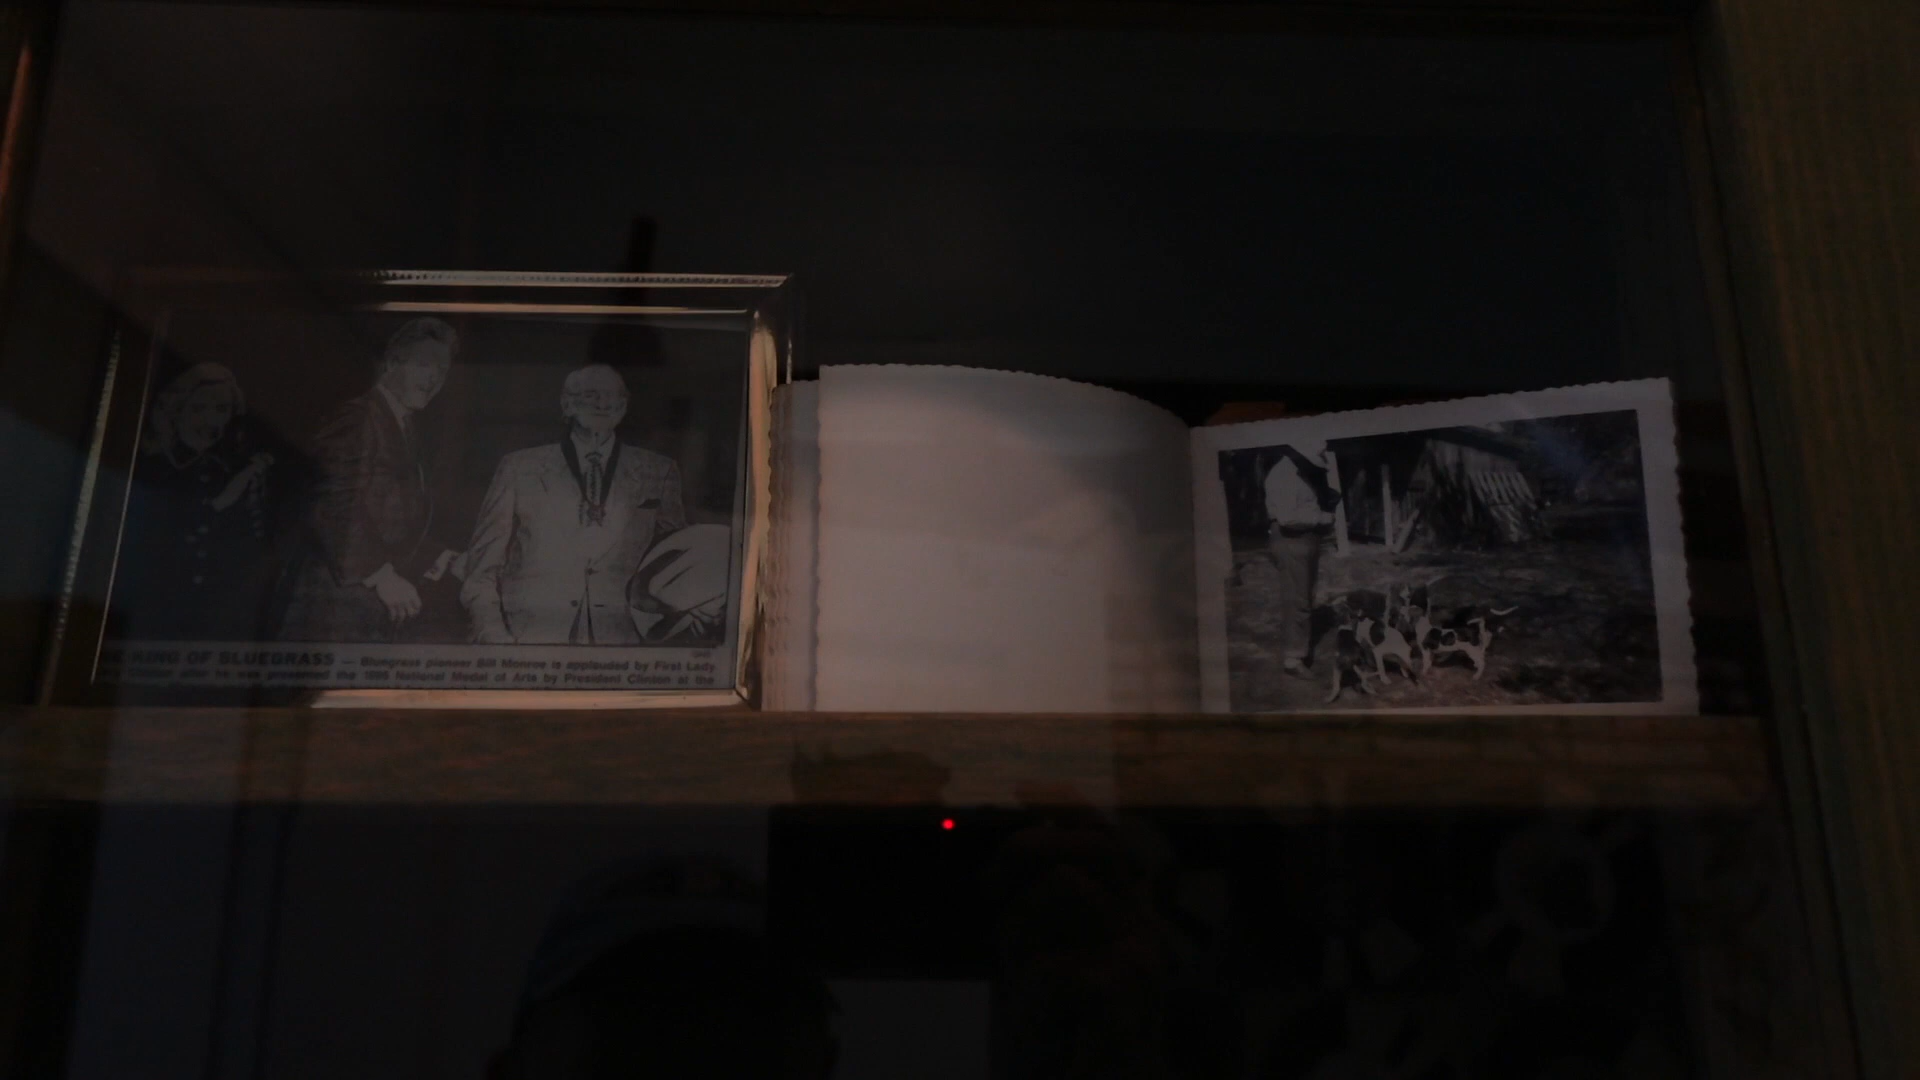 KING OF BLUEGRASS — Bluegrass pioneer Bill Monroe is applauded by First Lady
Clinton after he was presented the 1995 National Medal of Arts by President Clinton at the